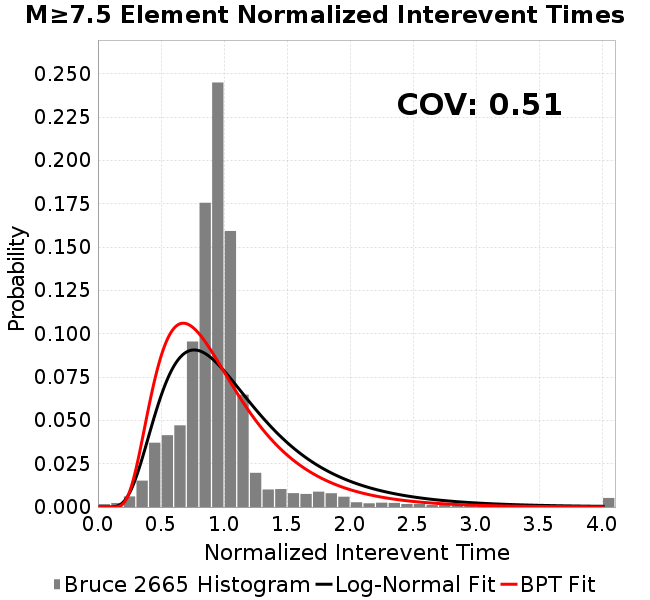 M≥7.5 Element Normalized Interevent Times
COV: 0.51
Probability
0.250
0.225
0.200
0.175
0.150
0.125
0.100
0.075
0.050
0.025
0.000
0.0 0.5 1.0 1.5 2.0 2.5 3.0 3.5 4.0
Normalized Interevent Time
Bruce 2665 Histogram Log-Normal Fit BPT Fit